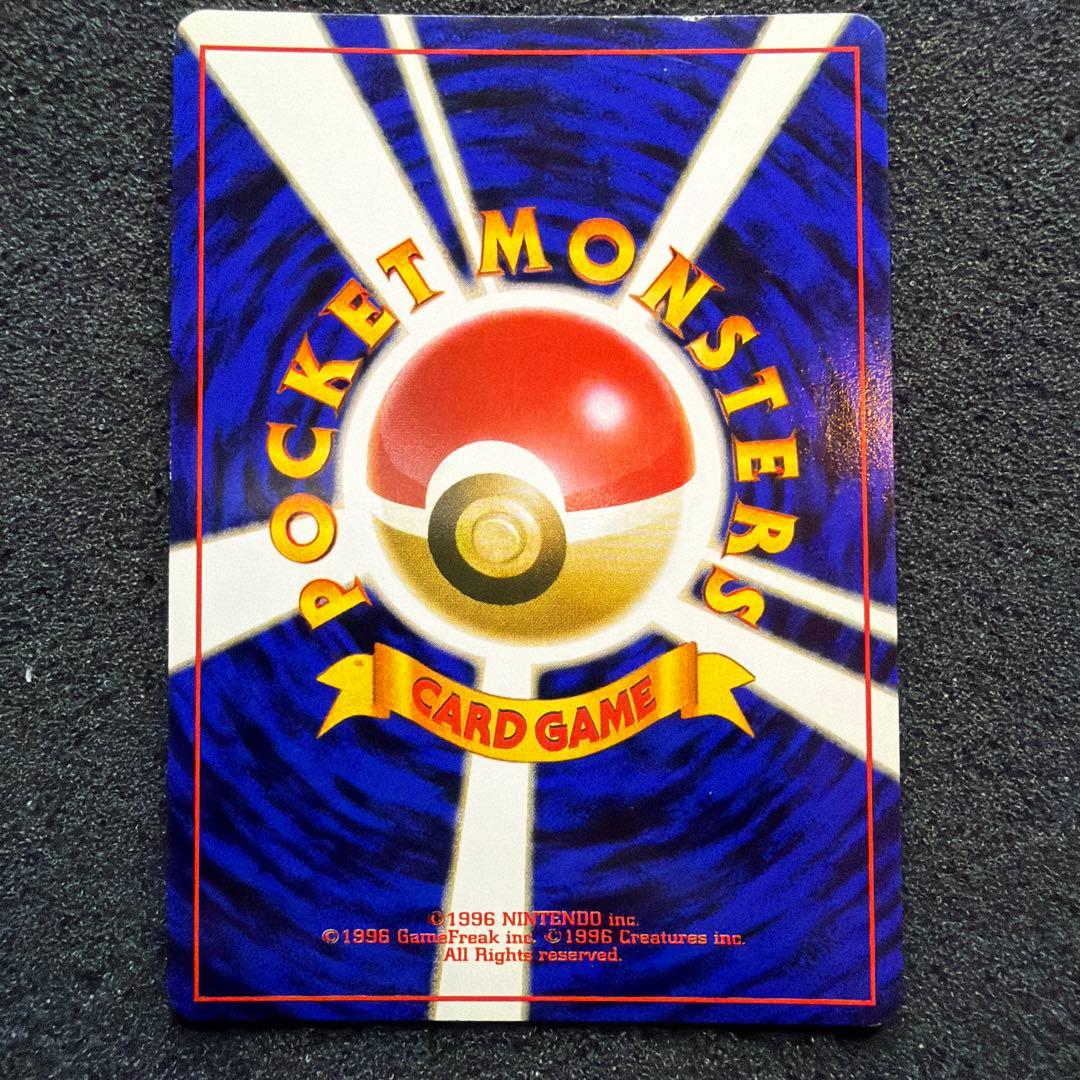 POCKET MONSTERS
CARD GAME
©1996 NINTENDO inc.
©1996 GameFreak inc. ©1996 Creatures inc.
All Rights reserved.